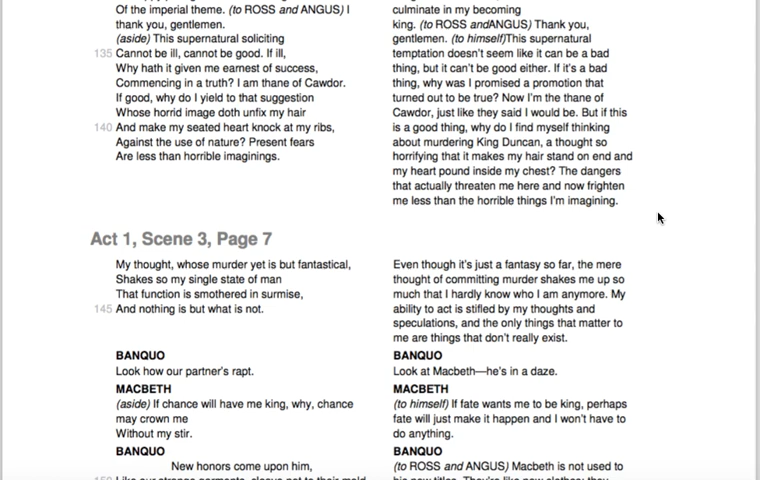 Of the imperial theme. (to ROSS and ANGUS) I
thank you, gentlemen.
(aside) This supernatural soliciting
135 Cannot be ill, cannot be good. If ill,
Why hath it given me earnest of success,
Commencing in a truth? I am thane of Cawdor.
If good, why do I yield to that suggestion
Whose horrid image doth unfix my hair
140 And make my seated heart knock at my ribs,
Against the use of nature? Present fears
Are less than horrible imaginings.
culminate in my becoming
king. (to ROSS andANGUS) Thank you,
gentlemen. (to himself)This supernatural
temptation doesn't seem like it can be a bad
thing, but it can't be good either. If it's a bad
thing, why was I promised a promotion that
turned out to be true? Now I'm the thane of
Cawdor, just like they said I would be. But if this
is a good thing, why do I find myself thinking
about murdering King Duncan, a thought so
horrifying that it makes my hair stand on end and
my heart pound inside my chest? The dangers
that actually threaten me here and now frighten
me less than the horrible things I'm imagining.
Act 1, Scene 3, Page 7
My thought, whose murder yet is but fantastical,
Shakes so my single state of man
That function is smothered in surmise,
145 And nothing is but what is not.
Even though it's just a fantasy so far, the mere
thought of committing murder shakes me up so
much that I hardly know who I am anymore. My
ability to act is stifled by my thoughts and
speculations, and the only things that matter to
me are things that don't really exist.
BANQUO
Look how our partner's rapt.
BANQUO
Look at Macbeth—he's in a daze.
MACBETH
(aside) If chance will have me king, why, chance
may crown me
Without my stir.
MACBETH
(to himself) If fate wants me to be king, perhaps
fate will just make it happen and I won't have to
do anything.
BANQUO
New honors come upon him,
BANQUO
(to ROSS and ANGUS) Macbeth is not used to